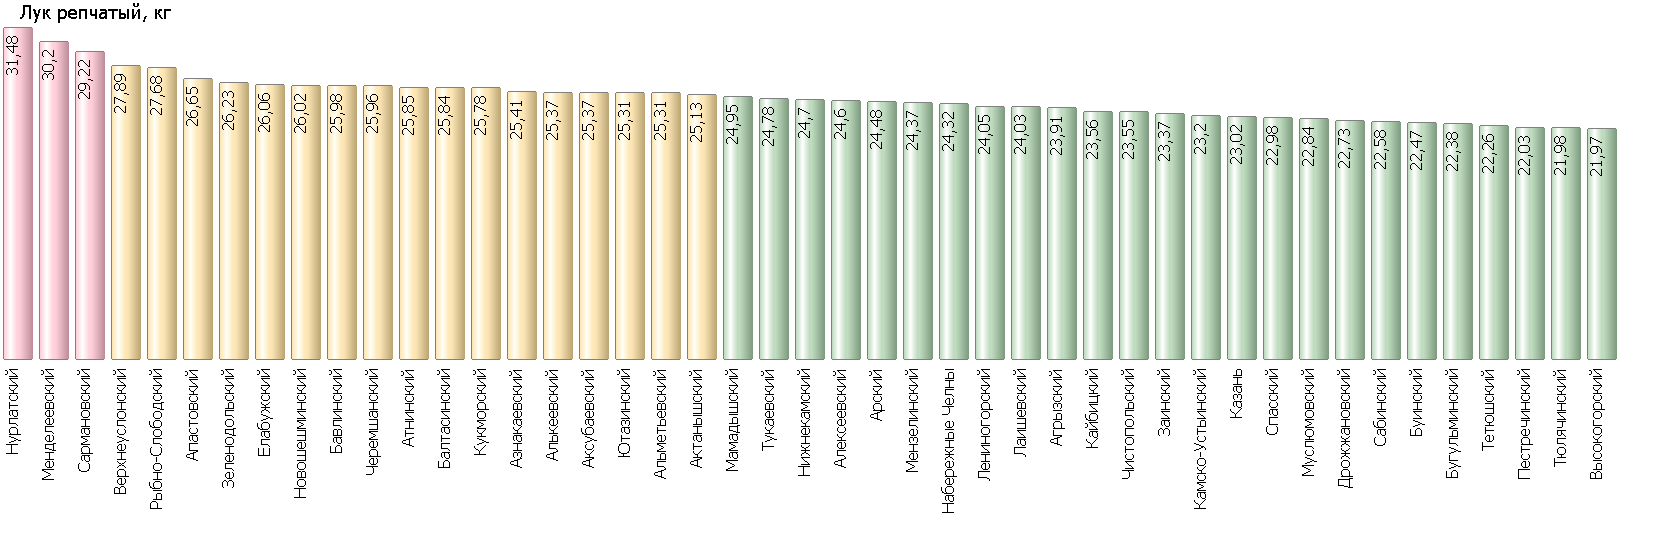 Лук репчатый, кг
31,48
30,2
29,22
27,89
27,68
26,65
26,23
26,06
26,02
25,98
25,96
25,85
25,84
25,78
25,41
25,37
25,37
25,31
25,31
25,13
24,95
24,78
24,7
24,6
24,48
24,37
24,32
24,05
24,03
23,91
23,56
23,55
23,37
23,2
23,02
22,98
22,84
22,73
22,58
22,47
22,38
22,26
22,03
21,98
21,97
Нурлатский
Менделеевский
Сармановский
Верхнеуслонский
Рыбно-Слободский
Апастовский
Зеленодольский
Елабужский
Новошешминский
Бавлинский
Черемшанский
Атнинский
Балтасинский
Кукморский
Азнакаевский
Алькеевский
Аксубаевский
Ютазинский
Альметьевский
Актанышский
Мамадышский
Тукаевский
Нижнекамский
Алексеевский
Арский
Мензелинский
Набережные Челны
Лениногорский
Лаишевский
Агрызский
Кайбицкий
Чистопольский
Заинский
Камско-Устьинский
Казань
Спасский
Муслюмовский
Дрожжановский
Сабинский
Буинский
Бугульминский
Тетюшский
Пестречинский
Тюлячинский
Высокогорский